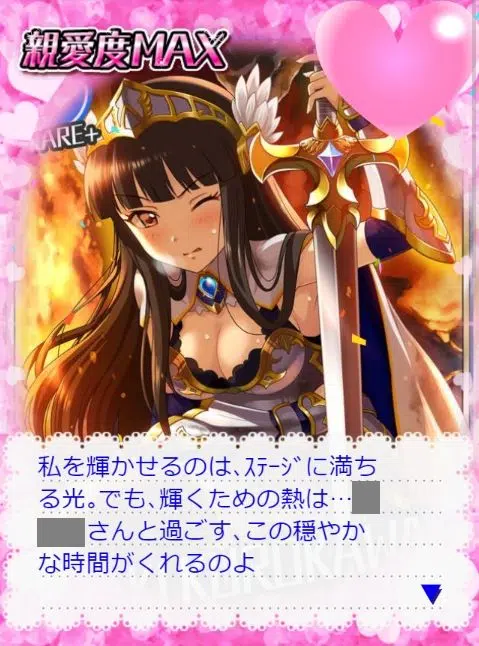 親愛度MAX
ARE+
私を輝かせるのは､ｽﾃｰｼﾞに満ち
る光。でも､輝くための熱は…
さんと過ごす､この穏やか
な時間がくれるのよ
KUROKAWA